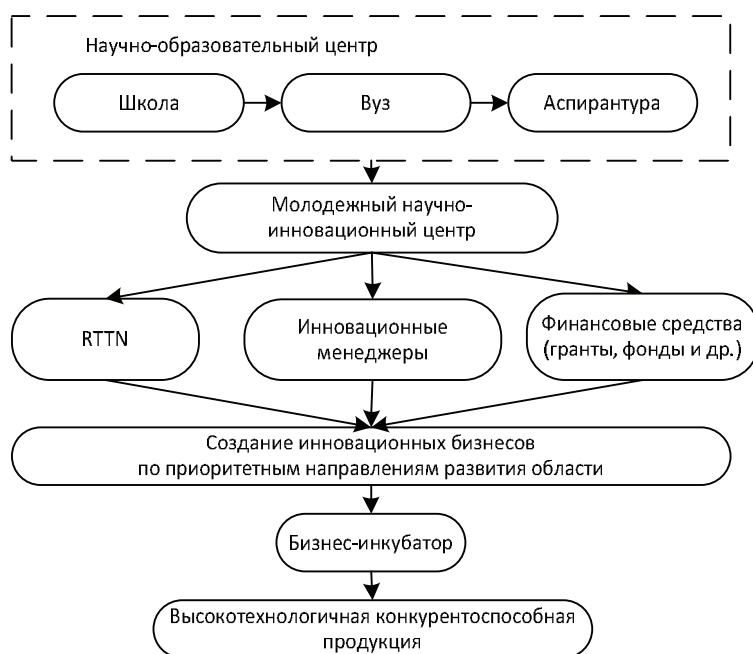 Научно-образовательный центр
Школа
Вуз
Аспирантура
Молодежный научно-
инновационный центр
RTTN
Инновационные
менеджеры
Финансовые средства
(гранты, фонды и др.)
Создание инновационных бизнесов
по приоритетным направлениям развития области
Бизнес-инкубатор
Высокотехнологичная конкурентоспособная
продукция